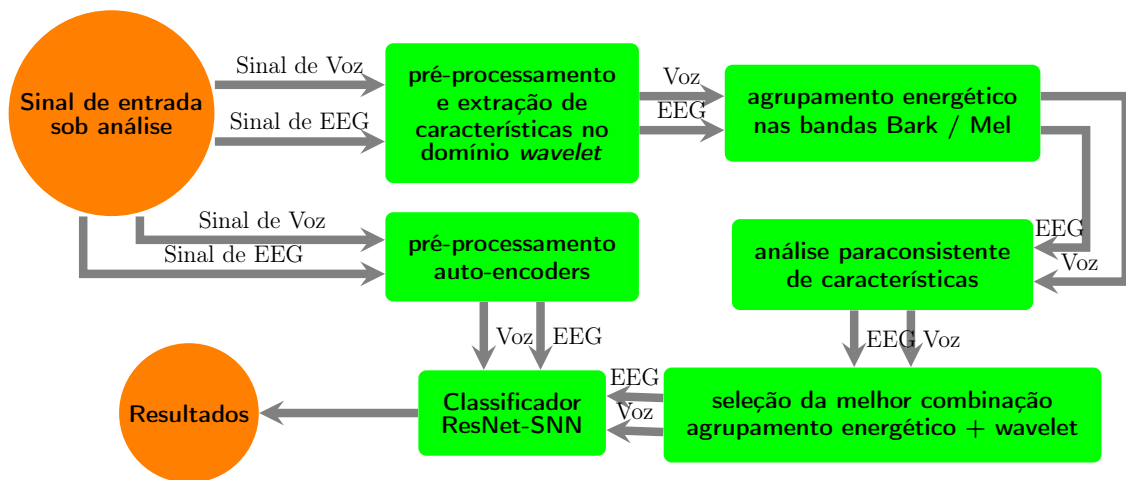 Sinal de entrada
sob análise
Sinal de Voz
Sinal de EEG
pré-processamento
e extração de
característícas no
domínio wavelet
Voz
EEG
agrupamento energético
nas bandas Bark / Mel
Sinal de Voz
Sinal de EEG
pré-processamento
auto-encoders
EEG
Voz
análise paraconsistente
de características
Voz
EEG
EEG
Voz
Resultados
Classificador
ResNet-SNN
EEG
Voz
seleção da melhor combinação
agrupamento energético + wavelet